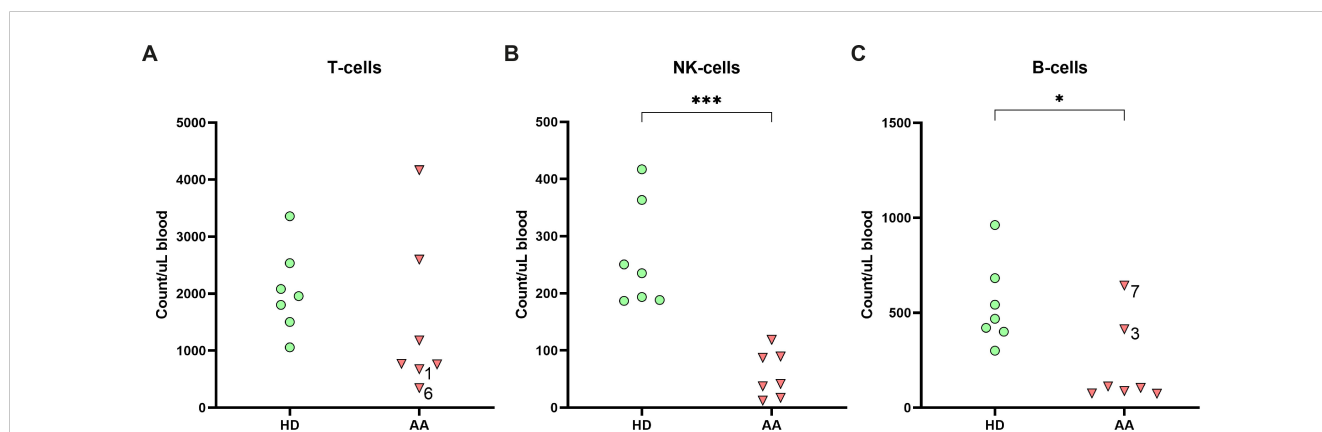 A
T-cells
Count/uL blood
5000
4000
3000
2000
1000
0
1
6
HD
AA
B
NK-cells
***
Count/uL blood
500
400
300
200
100
0
HD
AA
C
B-cells
*
Count/uL blood
1500
1000
500
0
7
3
HD
AA